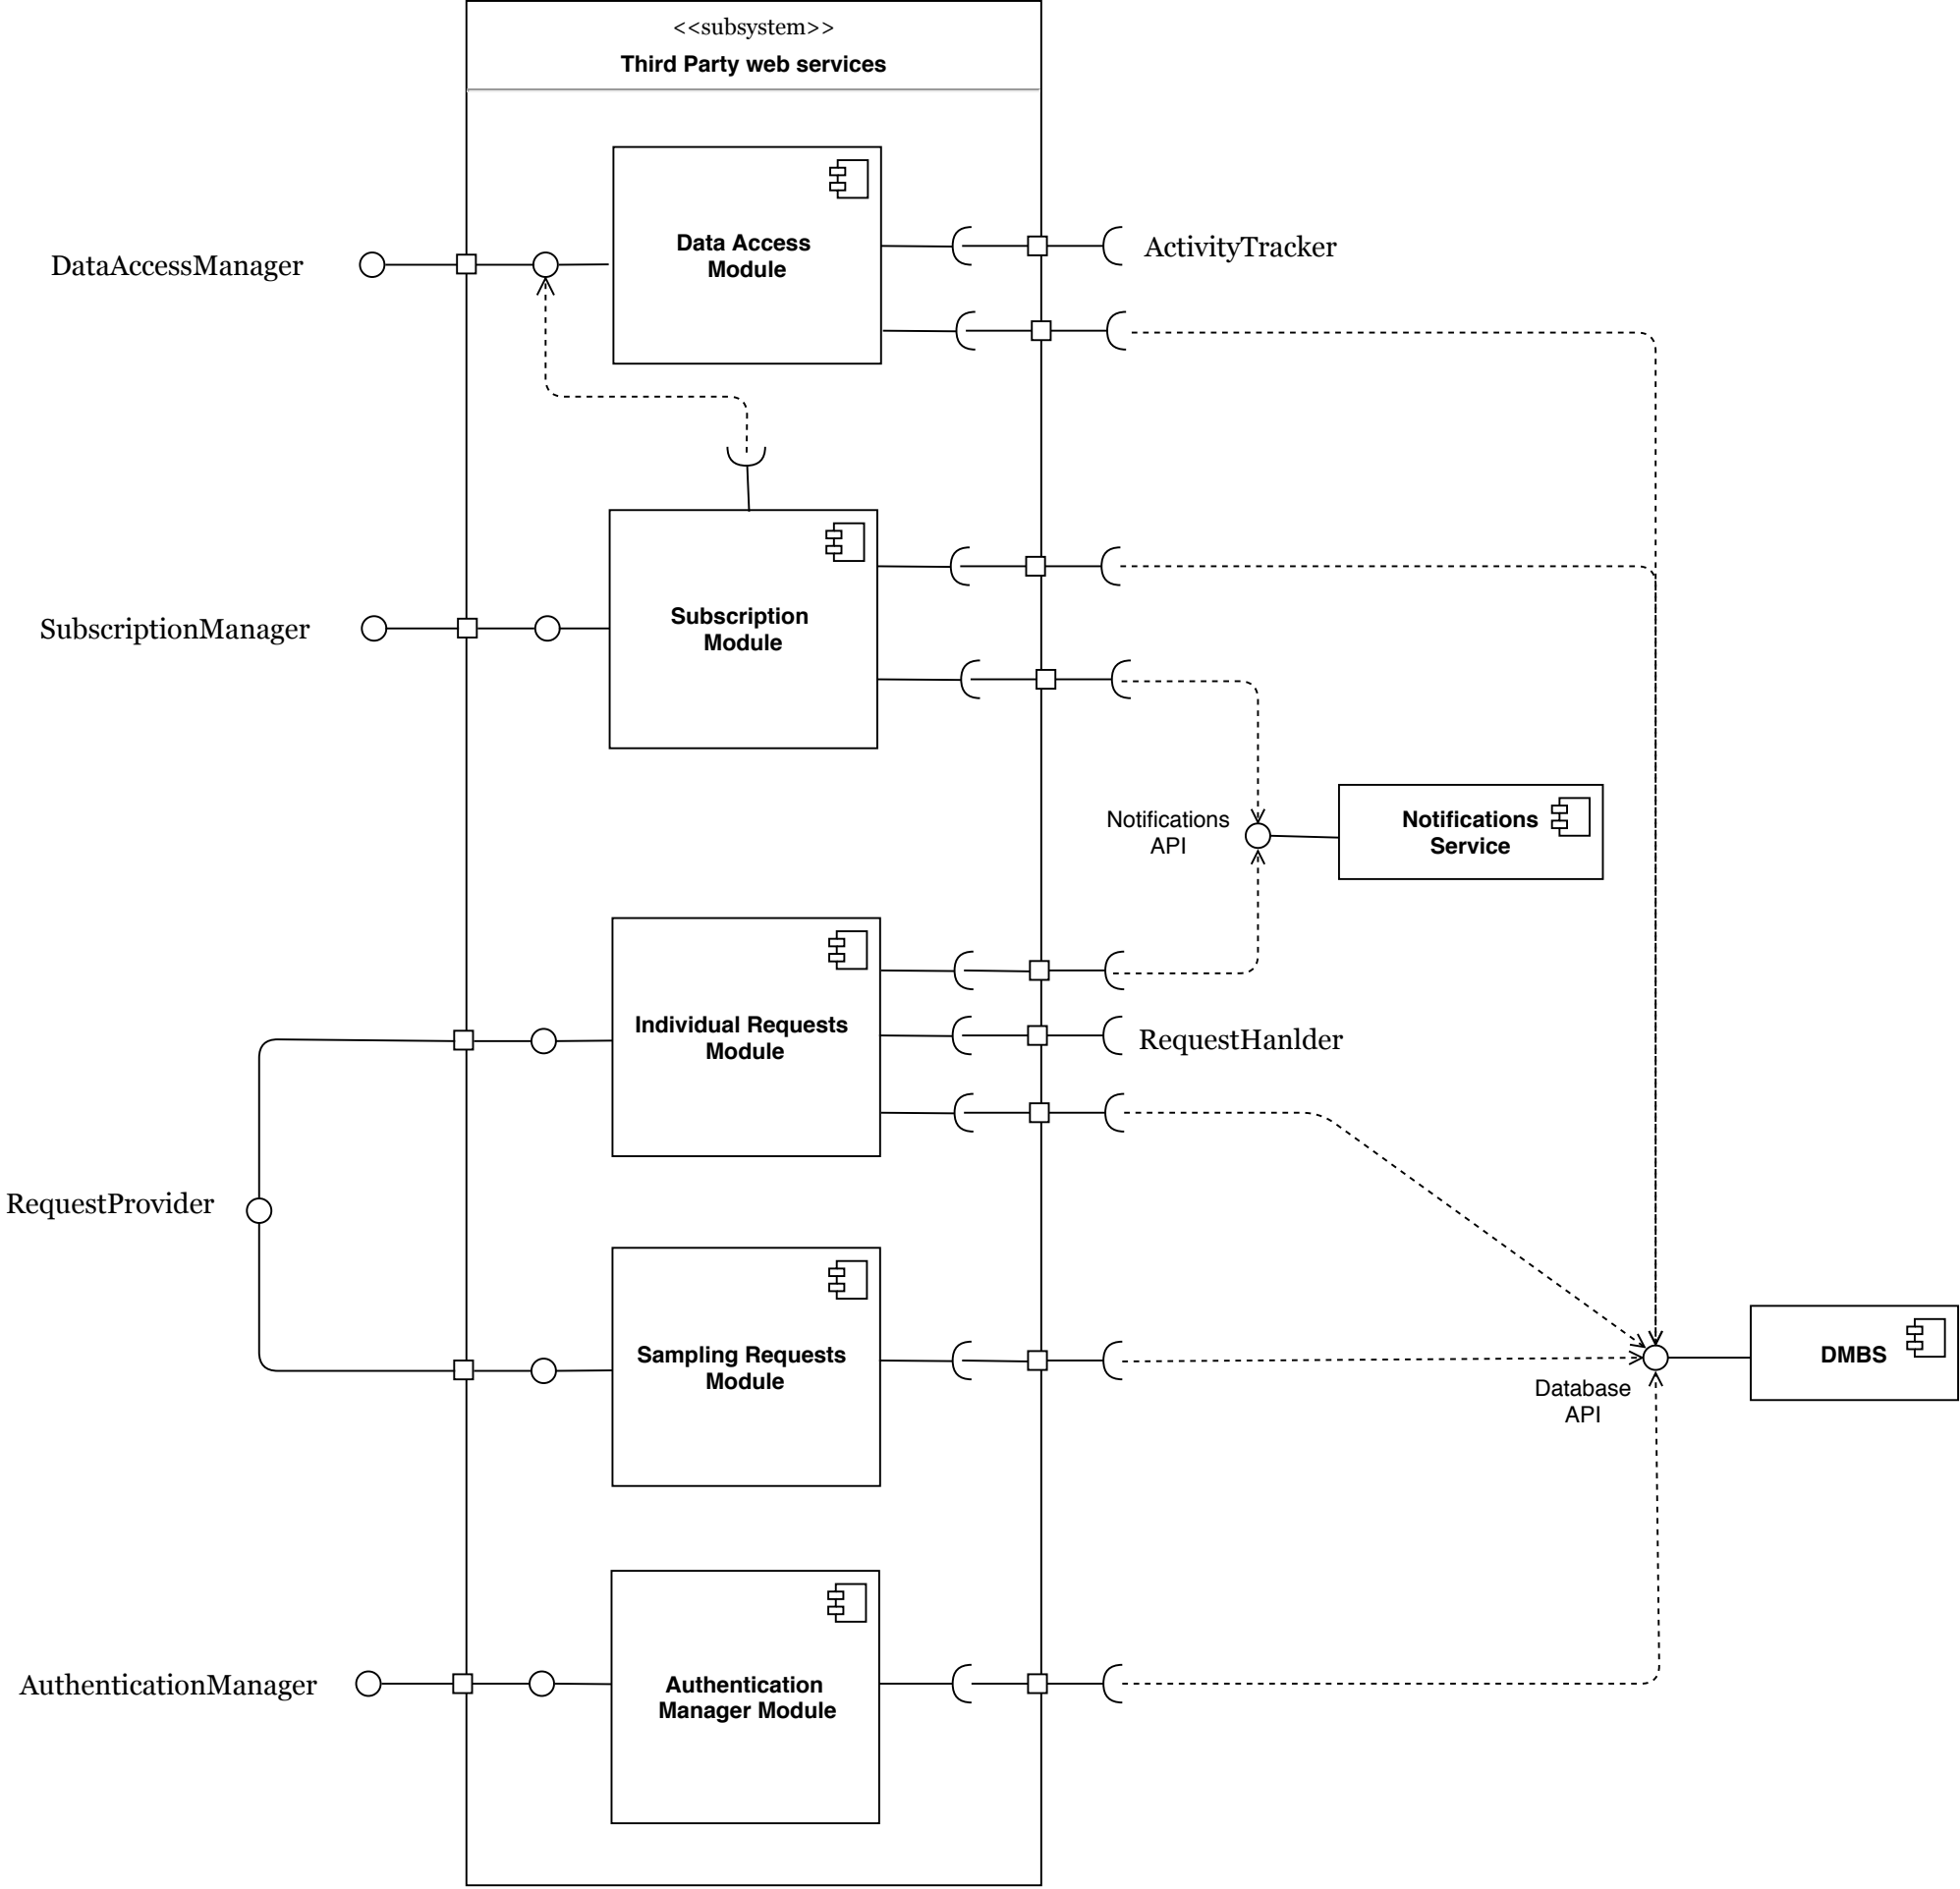 <<subsystem>>
Third Party web services
Data Access
Module
DataAccessManager
ActivityTracker
Subscription
Module
SubscriptionManager
Notifications
API
Notifications
Service
Individual Requests
Module
RequestHanlder
RequestProvider
Sampling Requests
Module
DMBS
Database
API
Authentication
Manager Module
AuthenticationManager